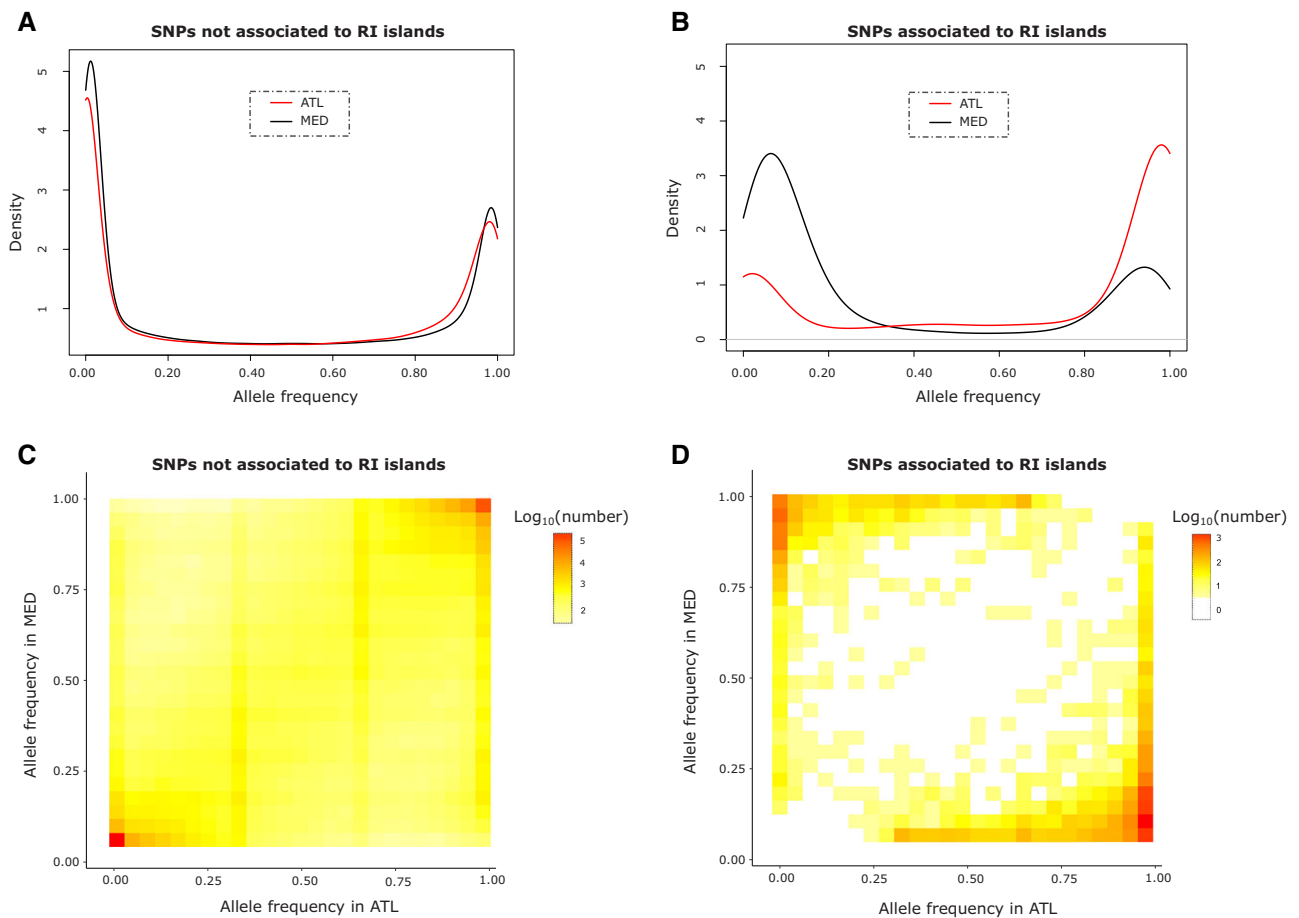 A
SNPs not associated to RI islands
ATL
MED
Density
5
4
3
2
1
0.00 0.20 0.40 0.60 0.80 1.00
Allele frequency
B
SNPs associated to RI islands
ATL
MED
Density
5
4
3
2
1
0
0.00 0.20 0.40 0.60 0.80 1.00
Allele frequency
C
SNPs not associated to RI islands
Allele frequency in MED
1.00
0.75
0.50
0.25
0.00
0.00 0.25 0.50 0.75 1.00
Allele frequency in ATL
Log₁₀(number)
5
4
3
2
D
SNPs associated to RI islands
Allele frequency in MED
1.00
0.75
0.50
0.25
0.00
0.00 0.25 0.50 0.75 1.00
Allele frequency in ATL
Log₁₀(number)
3
2
1
0